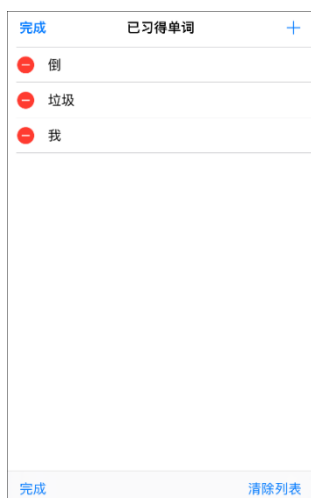 完成 已习得单词 +
倒
垃圾
我
完成 清除列表